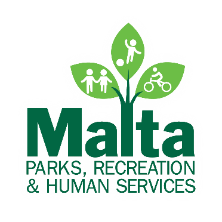 Malta
PARKS, RECREATION
& HUMAN SERVICES